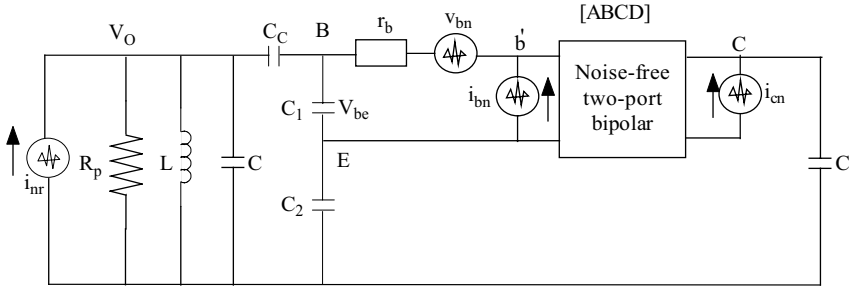 [ABCD]
V_O
C_C
B
r_b
v_bn
b'
C
Noise-free
two-port
bipolar
i_nr
R_p
L
C
C_1
V_be
i_bn
i_cn
E
C_2
C